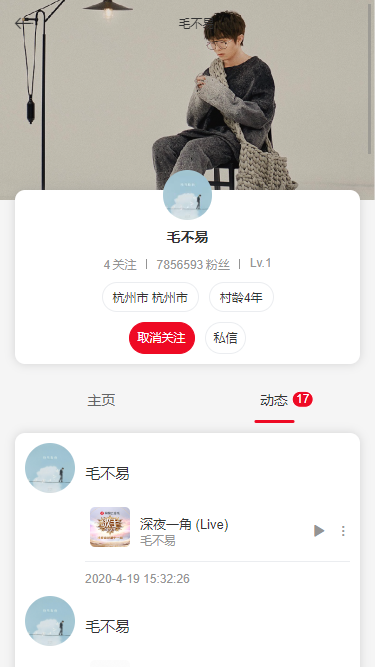 毛不易
毛不易
4 关注 | 7856593 粉丝 | Lv.1
杭州市 杭州市 村龄4年
取消关注 私信
主页 动态 17
毛不易
深夜一角 (Live)
毛不易
2020-4-19 15:32:26
毛不易